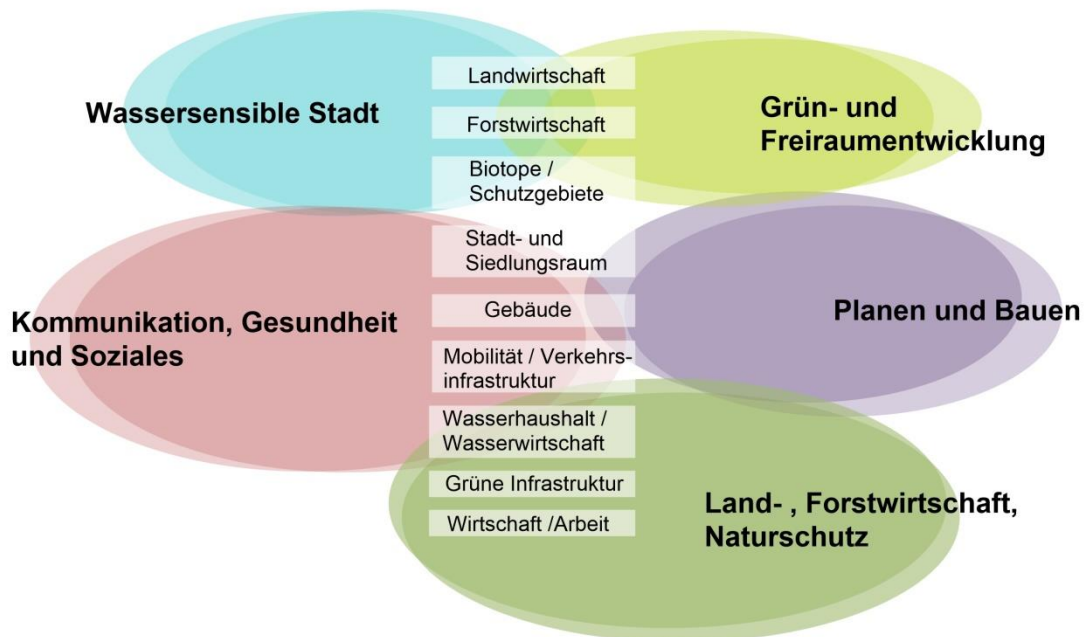 Wassersensible Stadt
Grün- und
Freiraumentwicklung
Landwirtschaft
Forstwirtschaft
Biotope /
Schutzgebiete
Stadt- und
Siedlungsraum
Gebäude
Mobilität / Verkehrs-
infrastruktur
Wasserhaushalt /
Wasserwirtschaft
Grüne Infrastruktur
Wirtschaft /Arbeit
Kommunikation, Gesundheit
und Soziales
Planen und Bauen
Land- , Forstwirtschaft,
Naturschutz